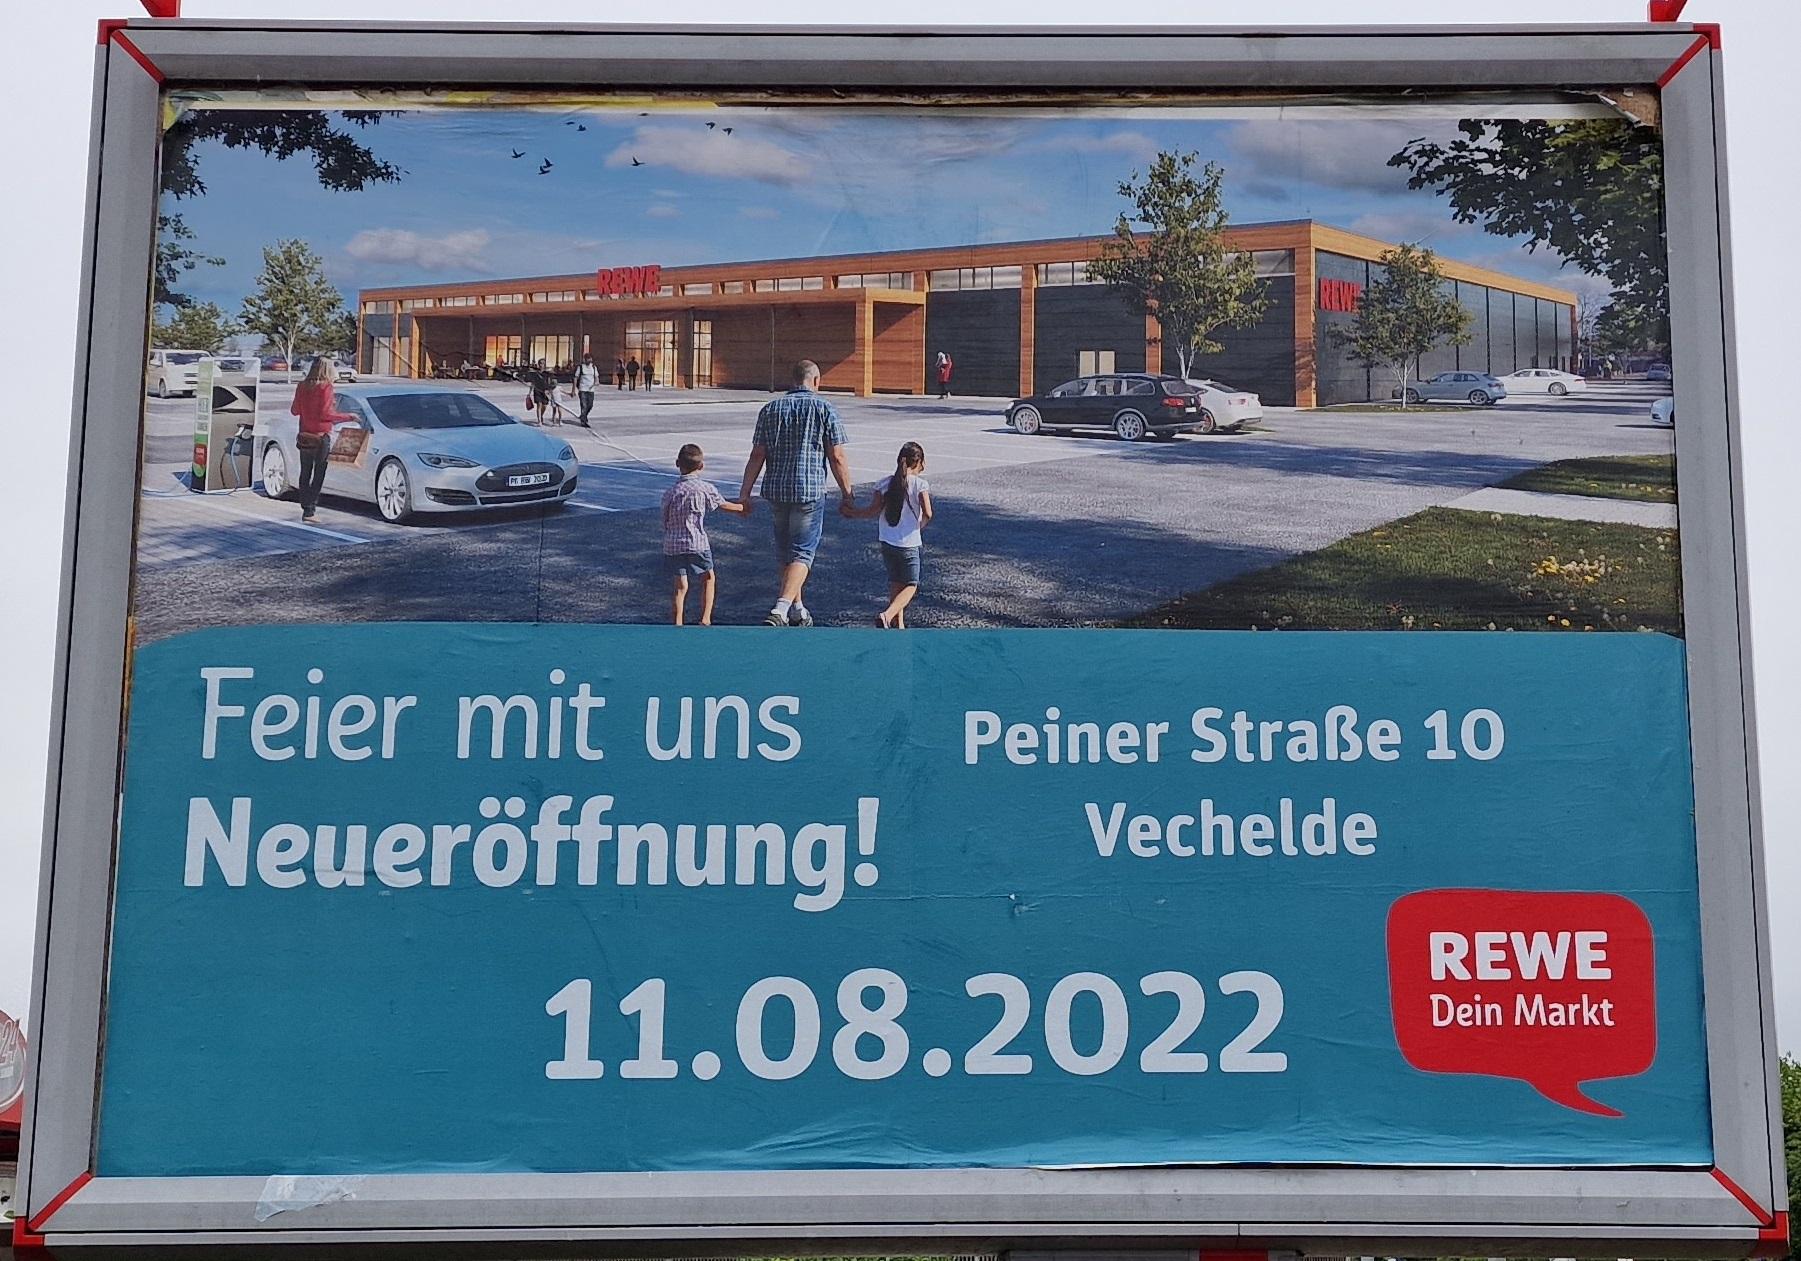 REWE
REWE
Feier mit uns
Neueröffnung!
Peiner Straße 10
Vechelde
11.08.2022
REWE
Dein Markt